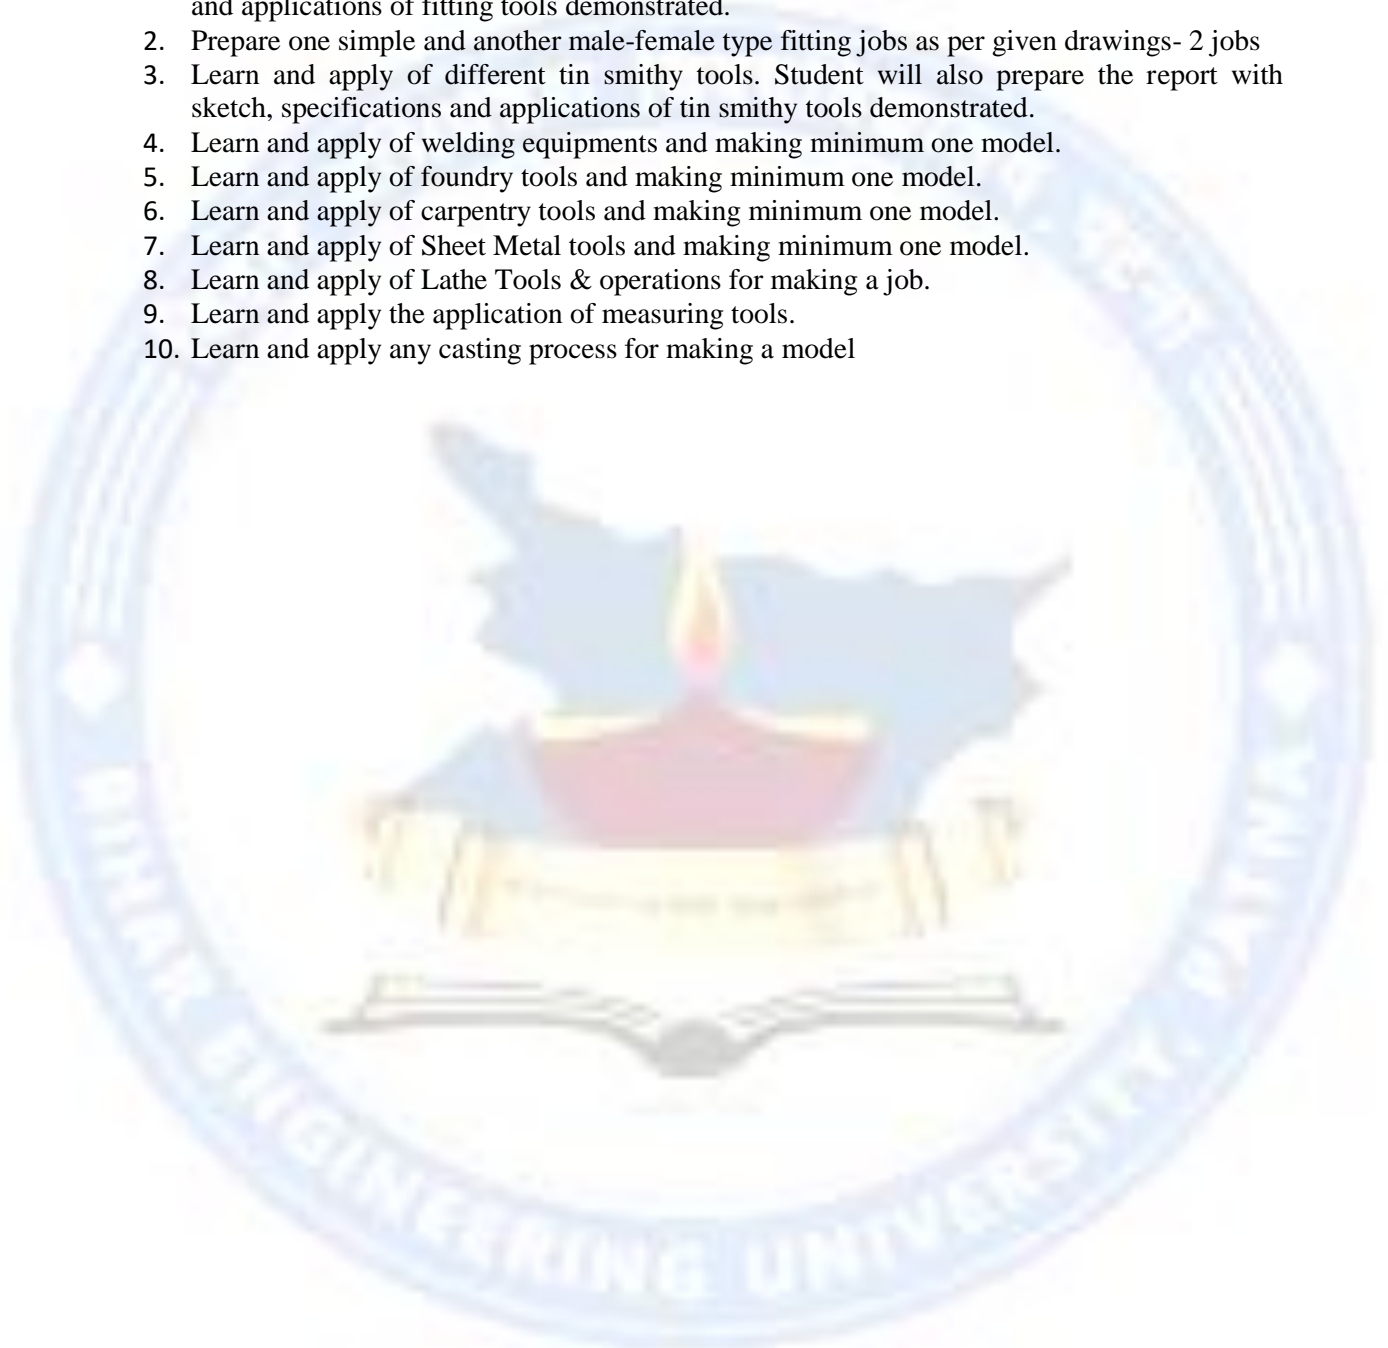 and applications of fitting tools demonstrated.
2. Prepare one simple and another male-female type fitting jobs as per given drawings- 2 jobs
3. Learn and apply of different tin smithy tools. Student will also prepare the report with
sketch, specifications and applications of tin smithy tools demonstrated.
4. Learn and apply of welding equipments and making minimum one model.
5. Learn and apply of foundry tools and making minimum one model.
6. Learn and apply of carpentry tools and making minimum one model.
7. Learn and apply of Sheet Metal tools and making minimum one model.
8. Learn and apply of Lathe Tools & operations for making a job.
9. Learn and apply the application of measuring tools.
10. Learn and apply any casting process for making a model
BIHAR ENGINEERING UNIVERSITY, PATNA